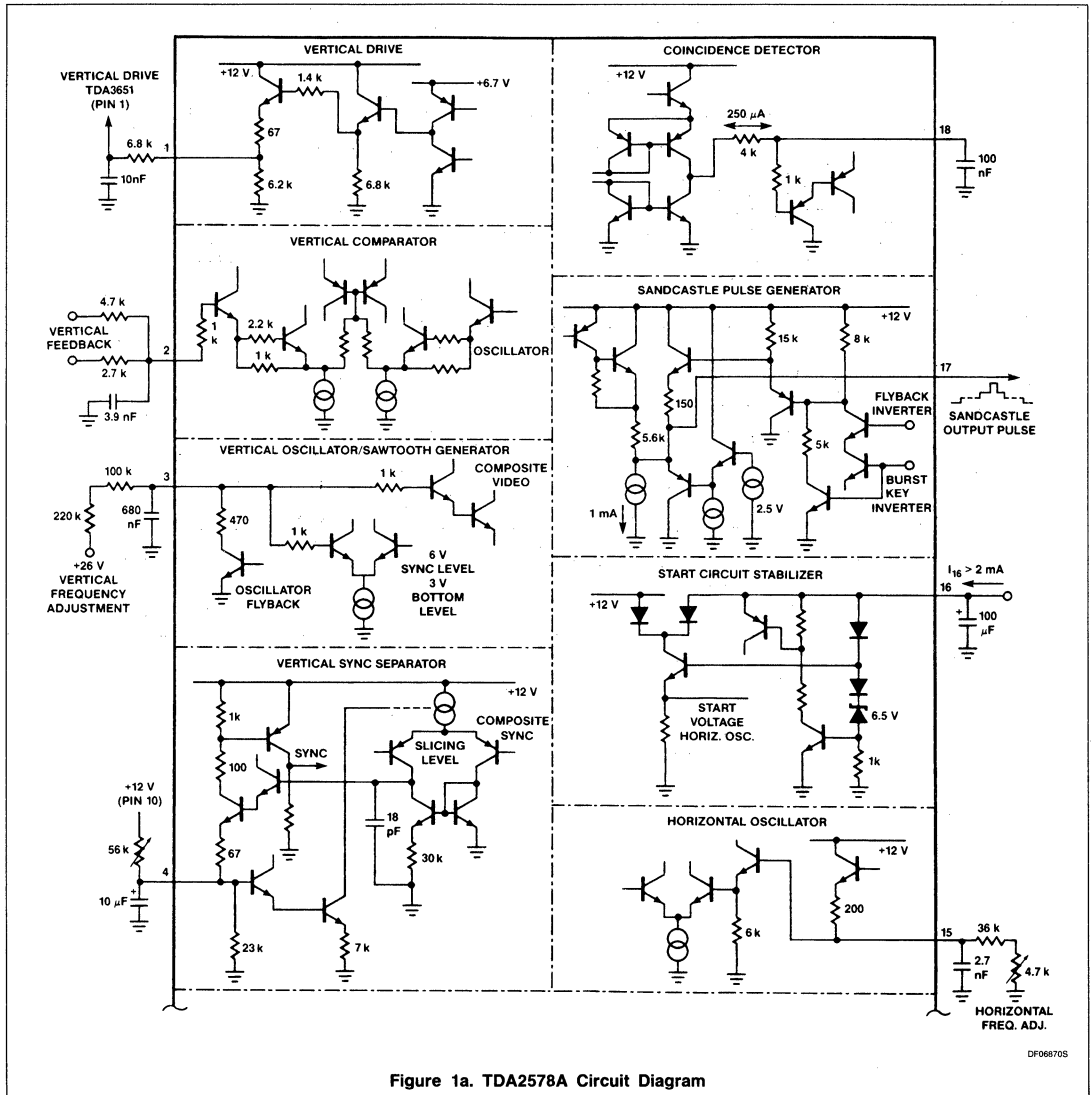 VERTICAL DRIVE
+12 V
1.4 k
+6.7 V
VERTICAL DRIVE
TDA3651
(PIN 1)
6.8 k
1
10nF
67
6.2 k
6.8 k
COINCIDENCE DETECTOR
+12 V
250 μA
4 k
18
1 k
100
nF
VERTICAL COMPARATOR
4.7 k
VERTICAL
FEEDBACK
2.7 k
3.9 nF
2
1
k
2.2 k
1 k
OSCILLATOR
SANDCASTLE PULSE GENERATOR
+12 V
15 k
8 k
17
FLYBACK
INVERTER
SANDCASTLE
OUTPUT PULSE
150
5.6k
5k
BURST
KEY
INVERTER
1 mA
2.5 V
VERTICAL OSCILLATOR/SAWTOOTH GENERATOR
100 k
3
220 k
680
nF
+26 V
VERTICAL
FREQUENCY
ADJUSTMENT
470
1 k
1 k
COMPOSITE
VIDEO
6 V
SYNC LEVEL
3 V
BOTTOM
LEVEL
OSCILLATOR
FLYBACK
START CIRCUIT STABILIZER
I16 > 2 mA
16
+12 V
+
100
μF
START
VOLTAGE
HORIZ. OSC.
6.5 V
1k
VERTICAL SYNC SEPARATOR
+12 V
1k
SYNC
SLICING
LEVEL
COMPOSITE
SYNC
100
+12 V
(PIN 10)
56 k
4
67
18
pF
30 k
+
10 μF
23 k
7 k
HORIZONTAL OSCILLATOR
+12 V
200
6 k
15
36 k
2.7
nF
4.7 k
HORIZONTAL
FREQ. ADJ.
DF06870S
Figure 1a. TDA2578A Circuit Diagram